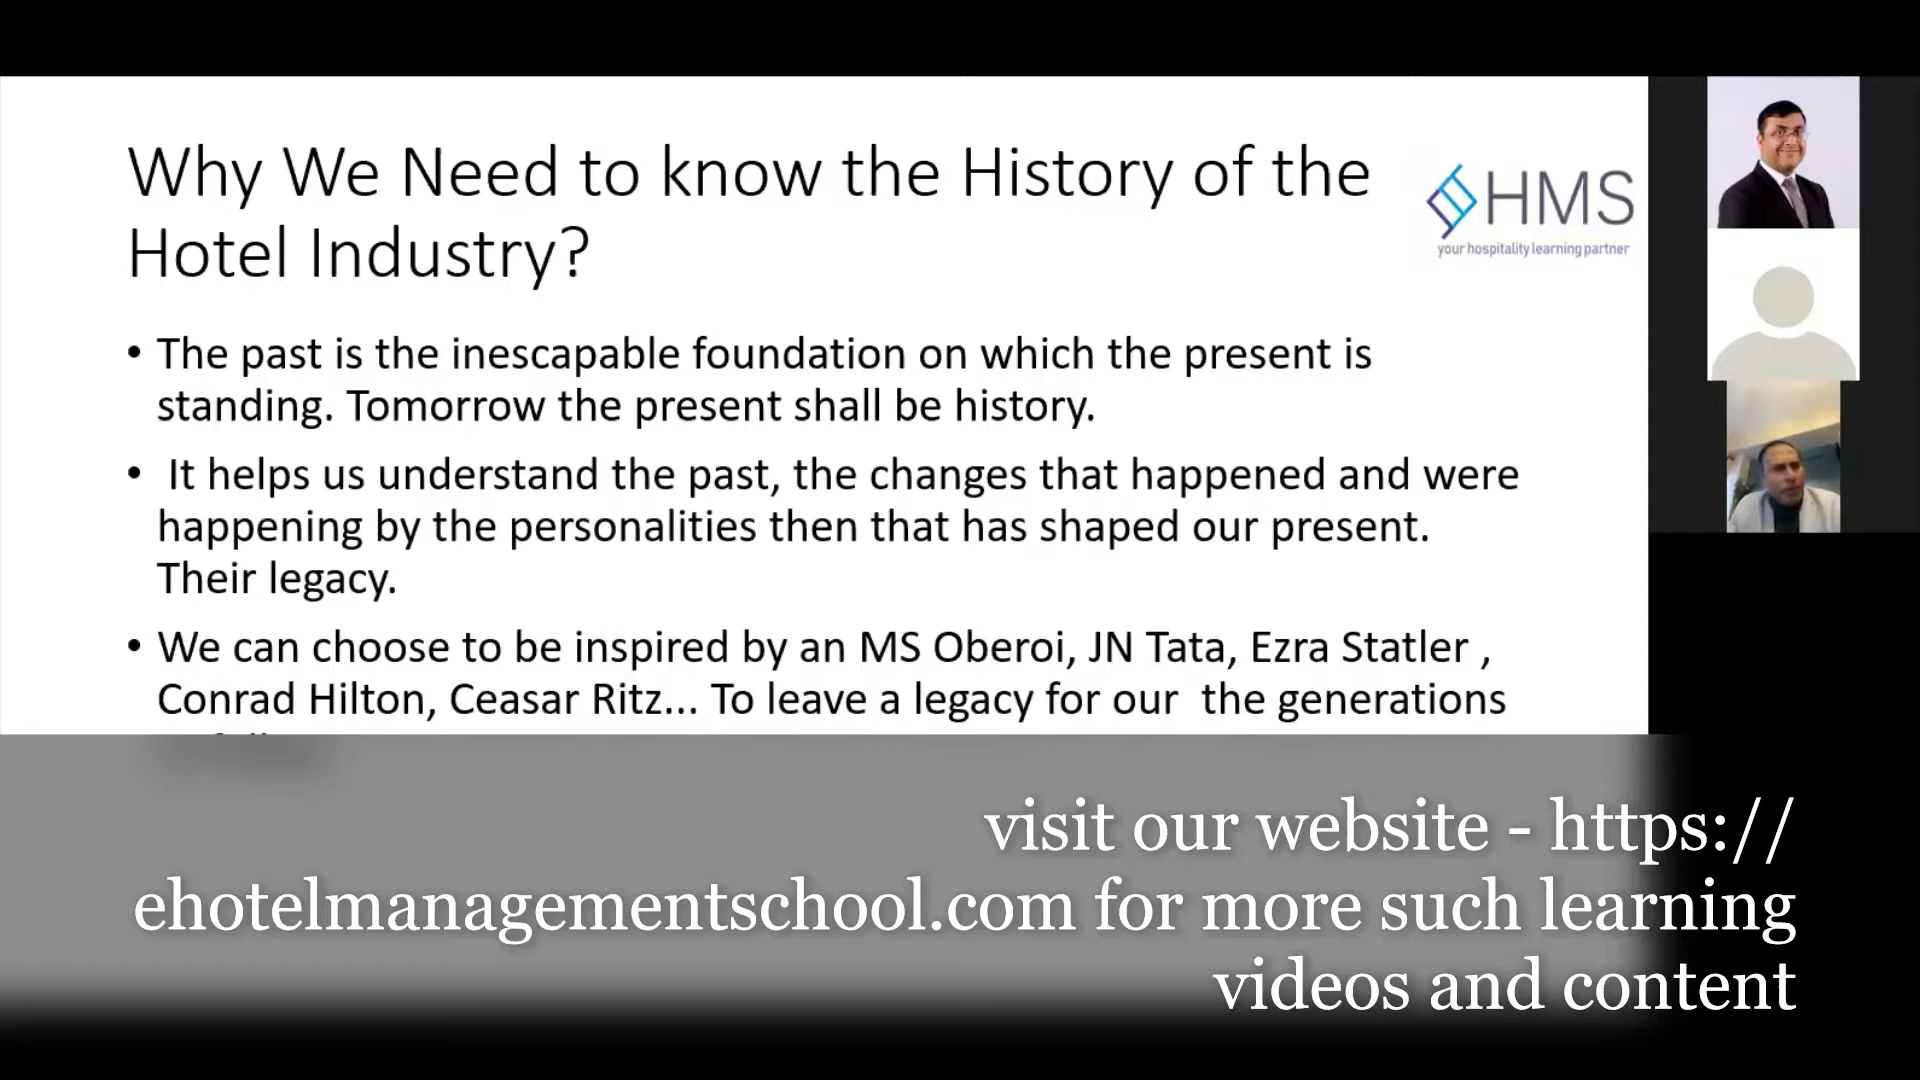 Why We Need to know the History of the
Hotel Industry?
HMS
your hospitality learning partner
• The past is the inescapable foundation on which the present is
standing. Tomorrow the present shall be history.
• It helps us understand the past, the changes that happened and were
happening by the personalities then that has shaped our present.
Their legacy.
• We can choose to be inspired by an MS Oberoi, JN Tata, Ezra Statler ,
Conrad Hilton, Ceasar Ritz... To leave a legacy for our the generations
visit our website - https://
ehotelmanagementschool.com for more such learning
videos and content